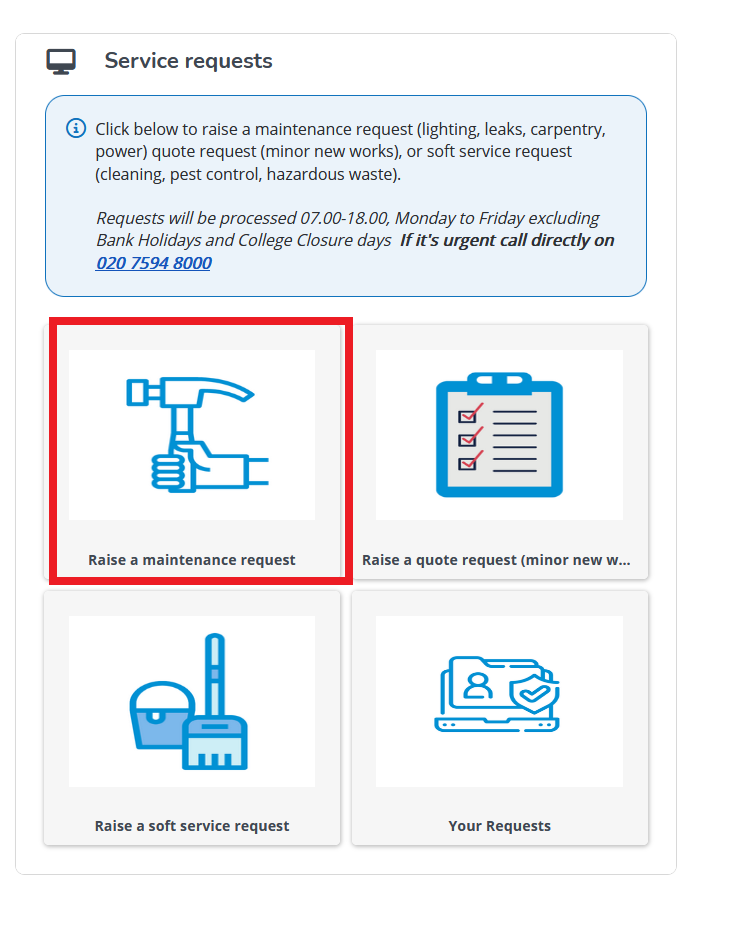 Service requests
Click below to raise a maintenance request (lighting, leaks, carpentry,
power) quote request (minor new works), or soft service request
(cleaning, pest control, hazardous waste).
Requests will be processed 07.00-18.00, Monday to Friday excluding
Bank Holidays and College Closure days  If it's urgent call directly on
020 7594 8000
Raise a maintenance request
Raise a quote request (minor new w...
Raise a soft service request
Your Requests